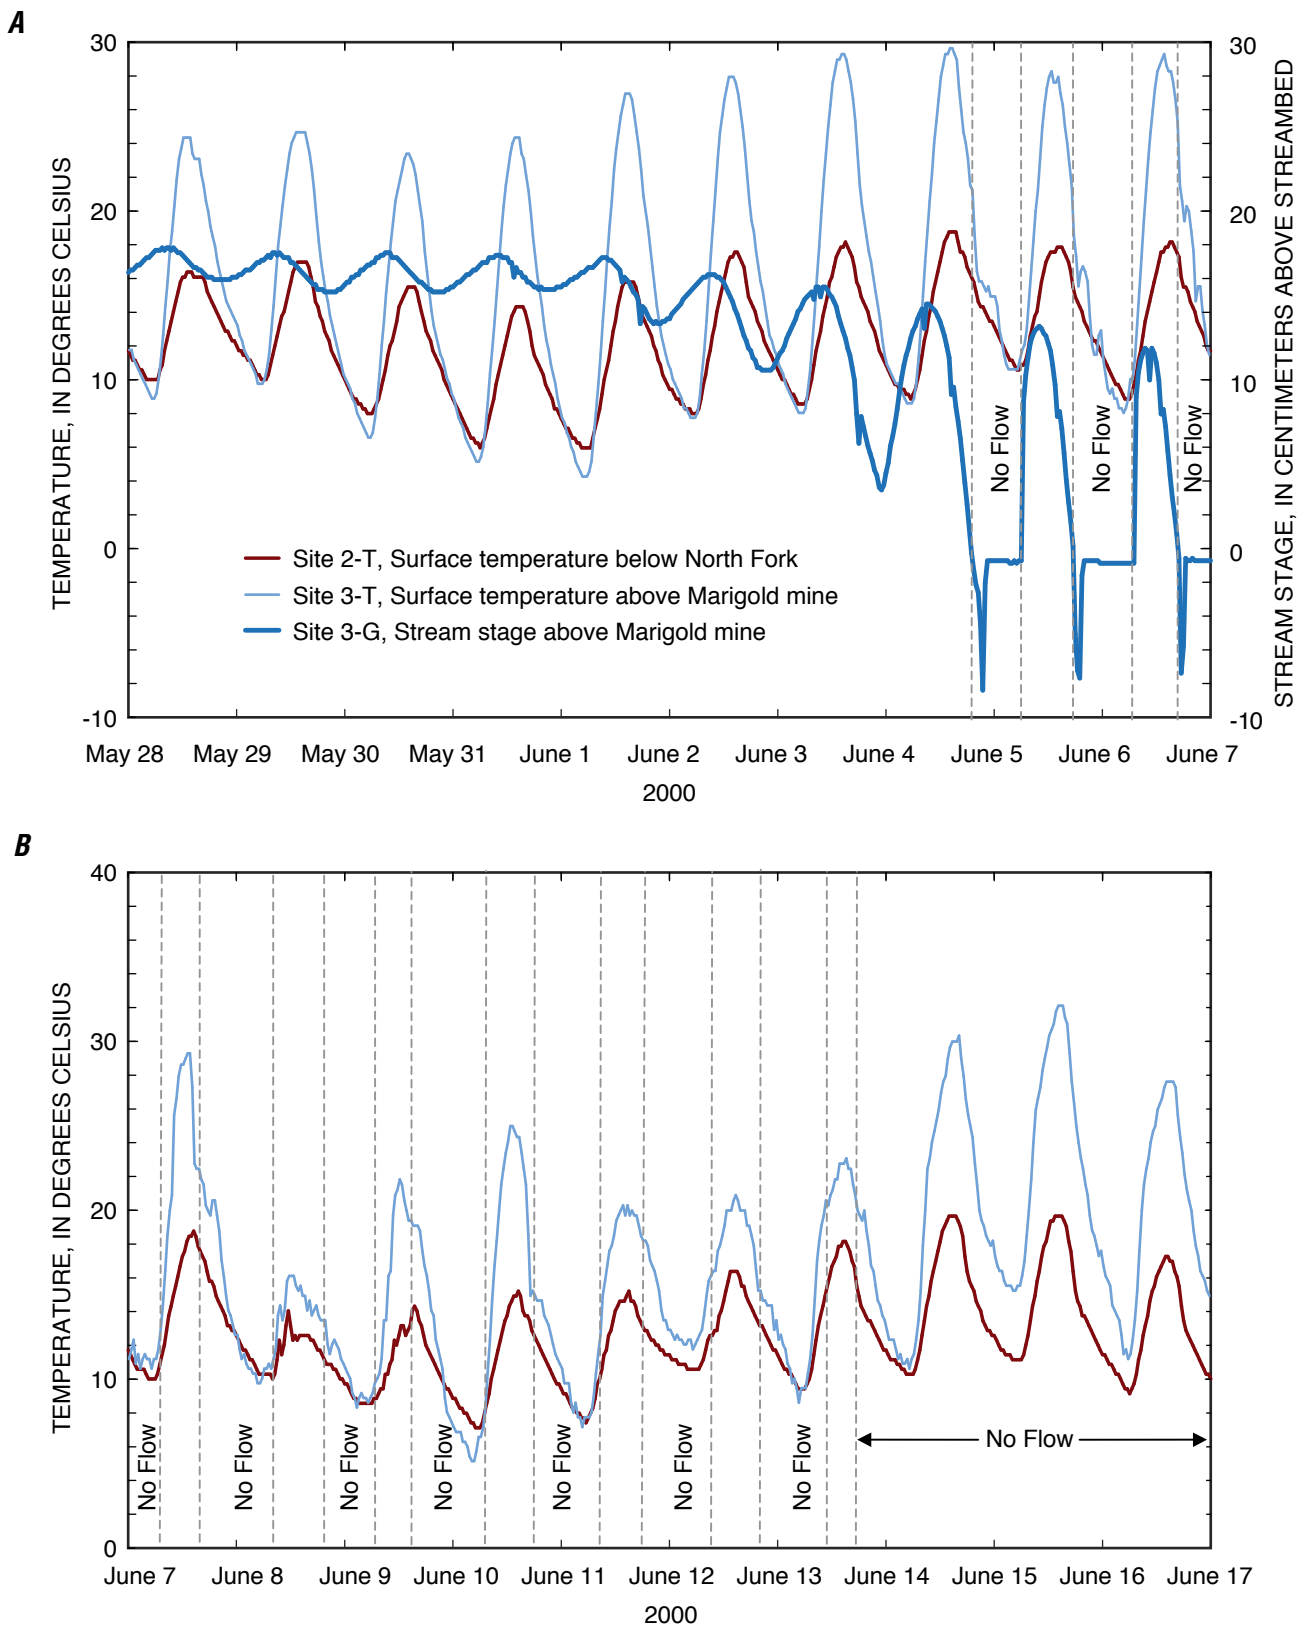 A
30
20
10
0
-10
TEMPERATURE, IN DEGREES CELSIUS
30
20
10
0
-10
STREAM STAGE, IN CENTIMETERS ABOVE STREAMBED
No Flow
No Flow
No Flow
Site 2-T, Surface temperature below North Fork
Site 3-T, Surface temperature above Marigold mine
Site 3-G, Stream stage above Marigold mine
May 28 May 29 May 30 May 31 June 1 June 2 June 3 June 4 June 5 June 6 June 7
2000
B
40
30
20
10
0
TEMPERATURE, IN DEGREES CELSIUS
No Flow
No Flow
No Flow
No Flow
No Flow
No Flow
No Flow
No Flow
June 7 June 8 June 9 June 10 June 11 June 12 June 13 June 14 June 15 June 16 June 17
2000